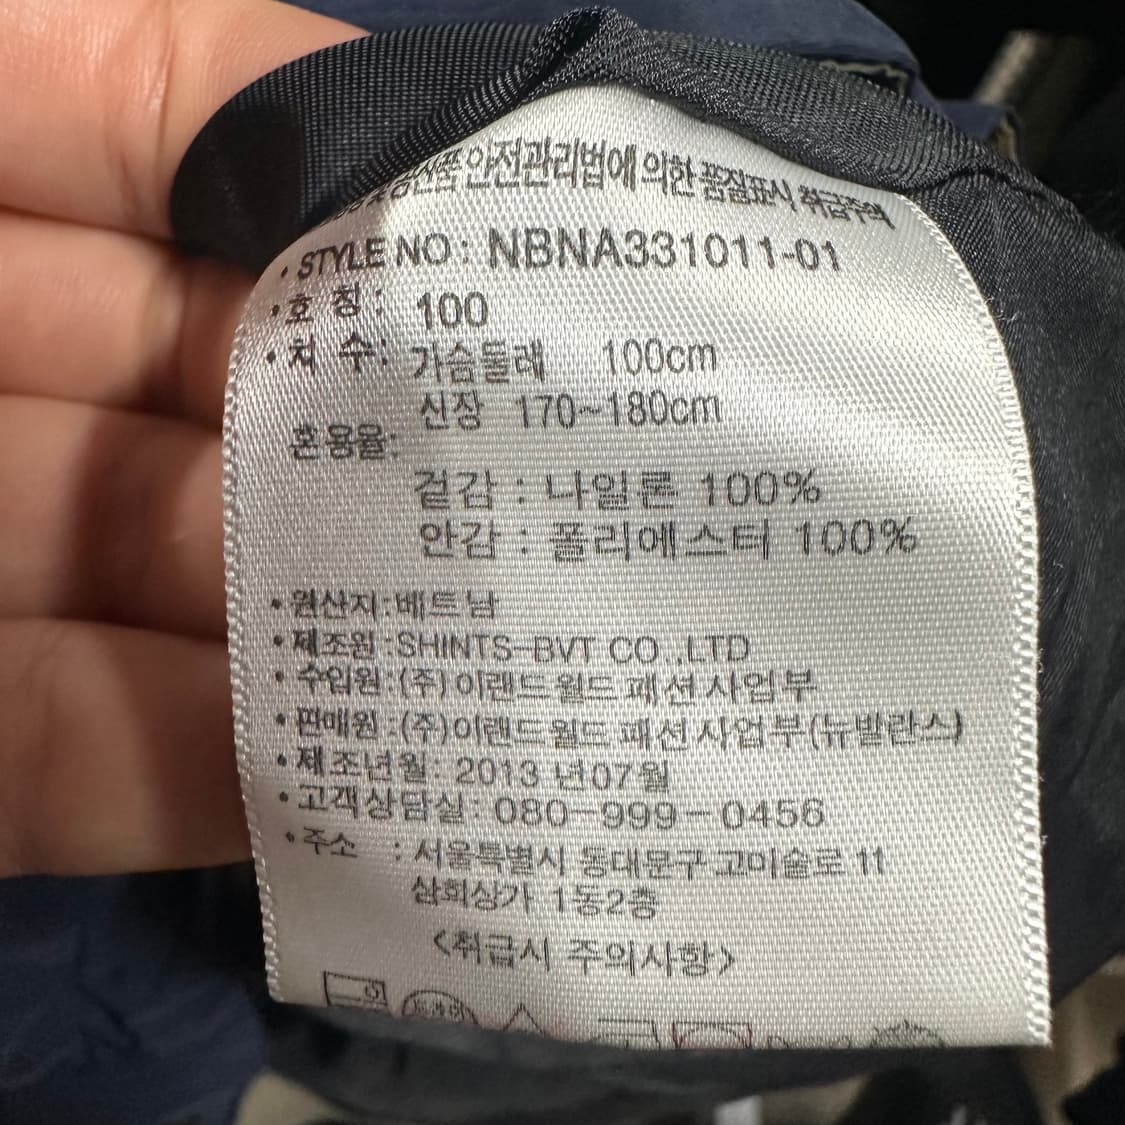 안전관리법에 의한 품질표시 취급주의
• STYLE NO : NBNA331011-01
• 호 칭 : 100
• 치 수 : 가슴둘레 100cm
신장 170~180cm
혼용율:
겉감 : 나일론 100%
안감 : 폴리에스터 100%
• 원산지:베트남
• 제조원 :SHINTS-BVT CO.,LTD
• 수입원:(주)이랜드월드 패션사업부
• 판매원 :(주)이랜드월드 패션사업부(뉴발란스)
• 제조년월: 2013 년07월
• 고객상담실: 080-999-0456
• 주소 : 서울특별시 동대문구 고미술로 11
삼희상가 1동2층
<취급시 주의사항>